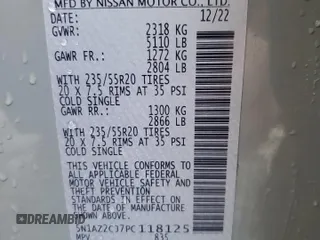 MFD BY NISSAN MOTOR CO., LTD.
DATE: 12/22
GVWR: 2318 KG
5110 LB
GAWR FR.: 1272 KG
2804 LB
WITH 235/55R20 TIRES
20 X 7.5 RIMS AT 35 PSI
COLD SINGLE
GAWR RR.: 1300 KG
2866 LB
WITH 235/55R20 TIRES
20 X 7.5 RIMS AT 35 PSI
COLD SINGLE
THIS VEHICLE CONFORMS TO
ALL APPLICABLE FEDERAL
MOTOR VEHICLE SAFETY AND
THEFT PREVENTION
STANDARDS IN EFFECT ON
THE DATE OF MANUFACTURE
SHOWN ABOVE.
5N1AZ2CJ7PC118125
MPV 835
DREAMBID